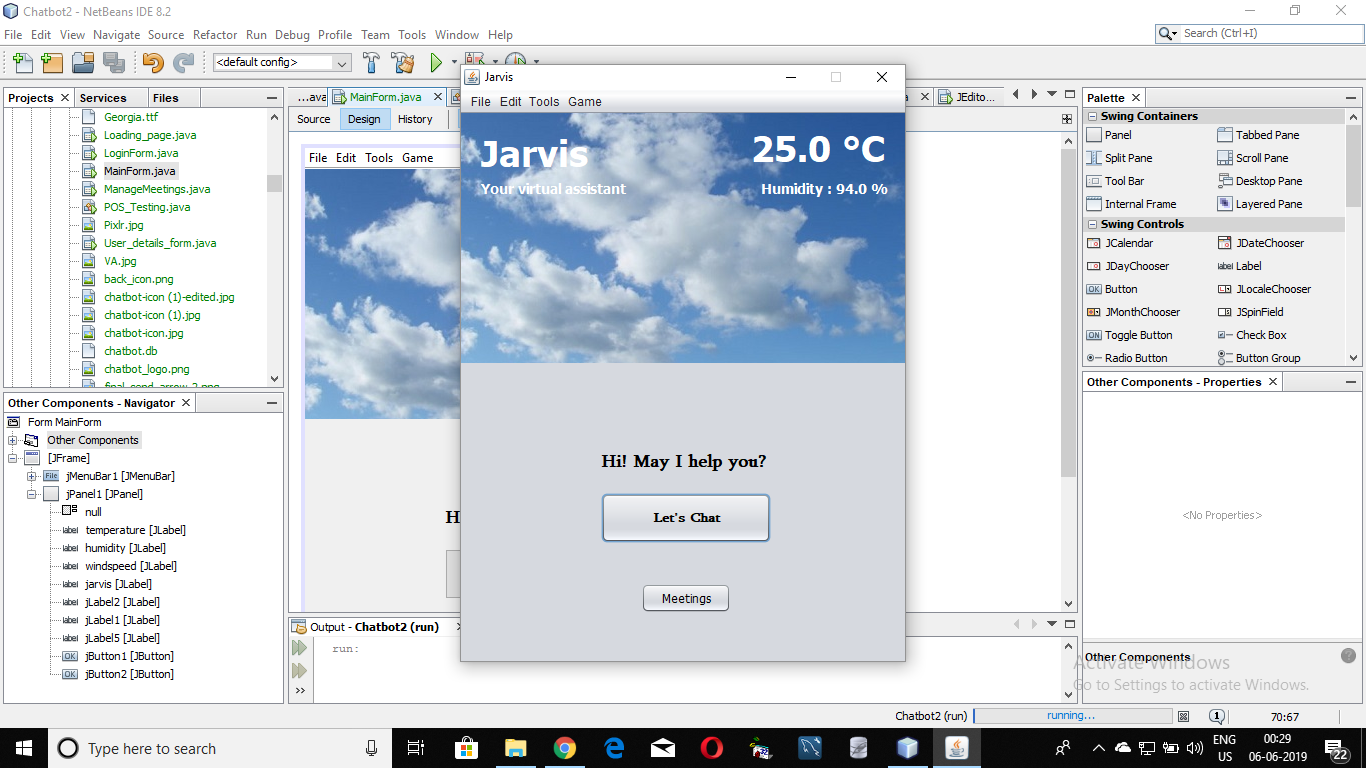 Chatbot2 - NetBeans IDE 8.2
File Edit View Navigate Source Refactor Run Debug Profile Team Tools Window Help
Search (Ctrl+I)
<default config>
Projects
Services
Files
Georgia.ttf
Loading_page.java
LoginForm.java
MainForm.java
ManageMeetings.java
POS_Testing.java
Pixlr.jpg
User_details_form.java
VA.jpg
back_icon.png
chatbot-icon (1)-edited.jpg
chatbot-icon (1).jpg
chatbot-icon.jpg
chatbot.db
chatbot_logo.png
Other Components - Navigator
Form MainForm
Other Components
[JFrame]
jMenuBar1 [JMenuBar]
jPanel1 [JPanel]
null
temperature [JLabel]
humidity [JLabel]
windspeed [JLabel]
jarvis [JLabel]
jLabel2 [JLabel]
jLabel1 [JLabel]
jLabel5 [JLabel]
jButton1 [JButton]
jButton2 [JButton]
...ava
MainForm.java
JEdito...
Source Design History
File Edit Tools Game
H
Jarvis
File Edit Tools Game
Jarvis
25.0 °C
Your virtual assistant
Humidity : 94.0 %
Hi! May I help you?
Let's Chat
Meetings
Output - Chatbot2 (run)
run:
Palette
Swing Containers
Panel
Tabbed Pane
Split Pane
Scroll Pane
Tool Bar
Desktop Pane
Internal Frame
Layered Pane
Swing Controls
JCalendar
JDateChooser
JDayChooser
Label
Button
JLocaleChooser
JMonthChooser
JSpinField
Toggle Button
Check Box
Radio Button
Button Group
Other Components - Properties
<No Properties>
Other Components
Activate Windows
Go to Settings to activate Windows.
Chatbot2 (run)
running...
1
70:67
Type here to search
ENG
US
00:29
06-06-2019
22